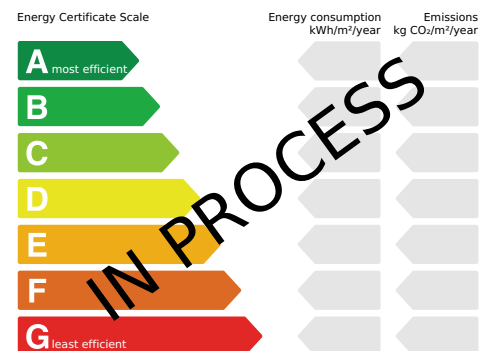 Energy Certificate Scale
Energy consumption
kWh/m²/year
Emissions
kg CO₂/m²/year
A most efficient
B
C
D
E
F
G least efficient
IN PROCESS